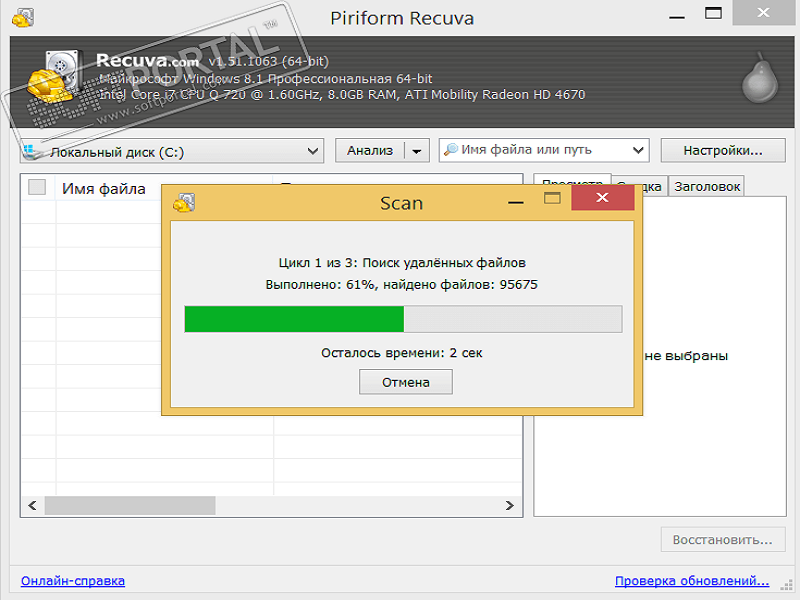 Piriform Recuva
Recuva.com v1.51.1063 (64-bit)
Майкрософт Windows 8.1 Профессиональная 64-bit
Intel Core i7 CPU Q 720 @ 1.60GHz, 8.0GB RAM, ATI Mobility Radeon HD 4670
PORTAL™
www.softportal.com
Локальный диск (C:)
Анализ
Имя файла или путь
Настройки...
Имя файла
Просмотр
Заголовок
Scan
Цикл 1 из 3: Поиск удалённых файлов
Выполнено: 61%, найдено файлов: 95675
Осталось времени: 2 сек
Отмена
не выбраны
Восстановить...
Онлайн-справка
Проверка обновлений...